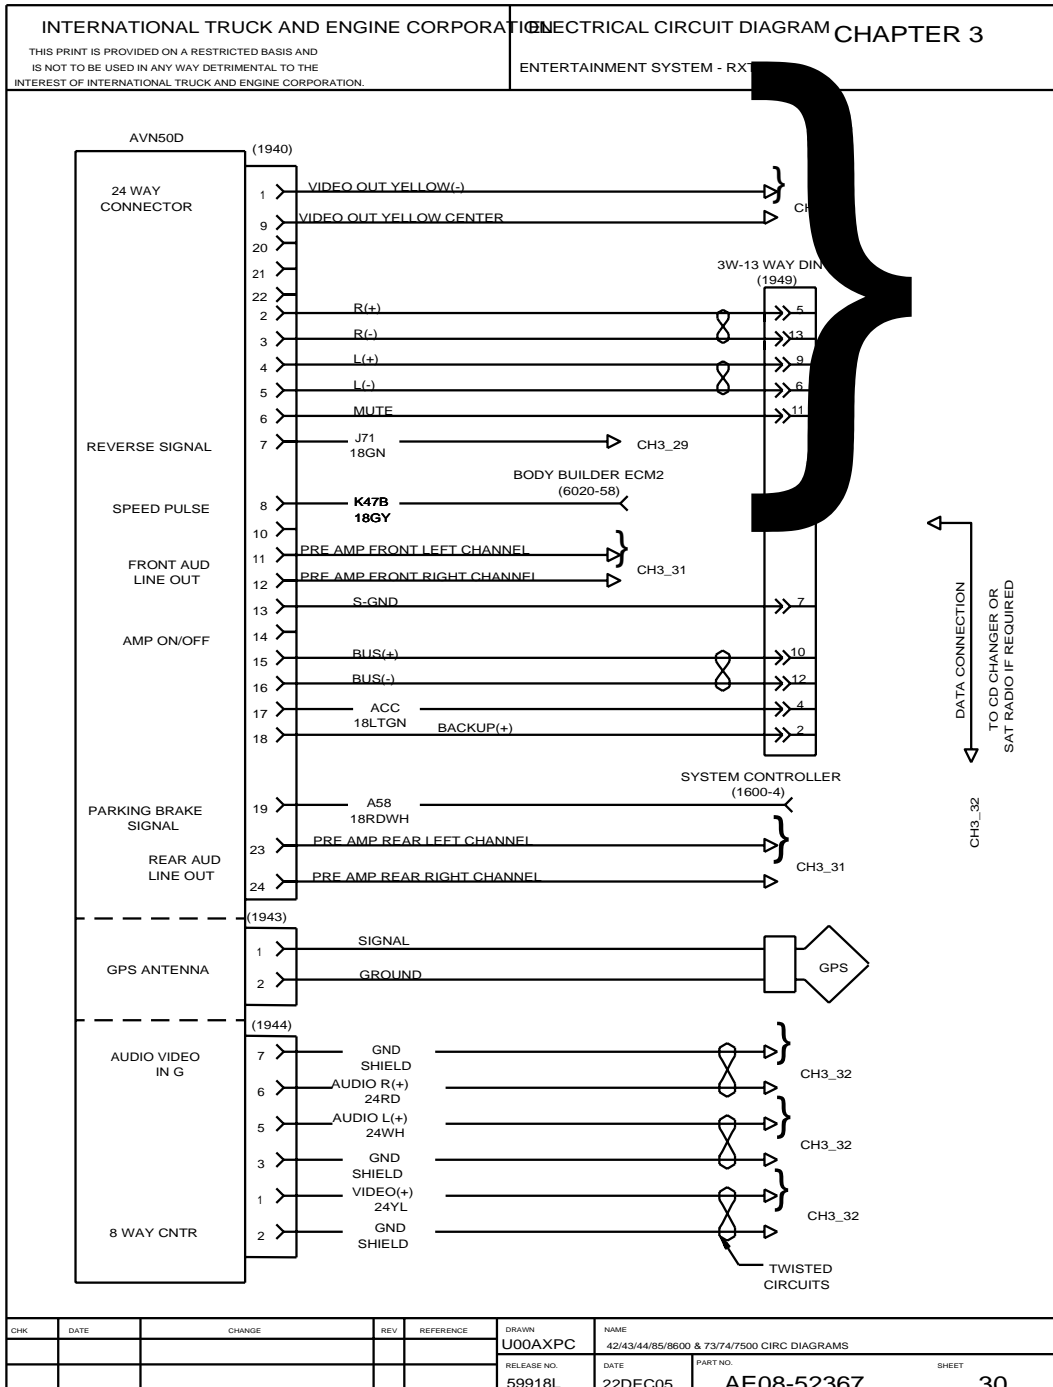 INTERNATIONAL TRUCK AND ENGINE CORPORATION
ELECTRICAL CIRCUIT DIAGRAM
CHAPTER 3
THIS PRINT IS PROVIDED ON A RESTRICTED BASIS AND
IS NOT TO BE USED IN ANY WAY DETRIMENTAL TO THE
INTEREST OF INTERNATIONAL TRUCK AND ENGINE CORPORATION.
ENTERTAINMENT SYSTEM - RXT
AVN50D
(1940)
24 WAY
CONNECTOR
1 VIDEO OUT YELLOW(-)
9 VIDEO OUT YELLOW CENTER
20
21
22
3W-13 WAY DIN
(1949)
2 R(+) 5
3 R(-) 13
4 L(+) 9
5 L(-) 6
6 MUTE 11
REVERSE SIGNAL 7 J71
18GN
CH3_29
BODY BUILDER ECM2
(6020-58)
SPEED PULSE 8 K47B
18GY
10
FRONT AUD
LINE OUT
11 PRE AMP FRONT LEFT CHANNEL
12 PRE AMP FRONT RIGHT CHANNEL
CH3_31
13 S-GND 7
AMP ON/OFF 14
15 BUS(+) 10
16 BUS(-) 12
17 ACC 4
18LTGN
18 BACKUP(+) 2
DATA CONNECTION
TO CD CHANGER OR
SAT RADIO IF REQUIRED
CH3_32
SYSTEM CONTROLLER
(1600-4)
PARKING BRAKE
SIGNAL
19 A58
18RDWH
REAR AUD
LINE OUT
23 PRE AMP REAR LEFT CHANNEL
24 PRE AMP REAR RIGHT CHANNEL
CH3_31
(1943)
GPS ANTENNA
1 SIGNAL
2 GROUND
GPS
(1944)
AUDIO VIDEO
IN G
7 GND
SHIELD
CH3_32
6 AUDIO R(+)
24RD
5 AUDIO L(+)
24WH
CH3_32
3 GND
SHIELD
1 VIDEO(+)
24YL
CH3_32
8 WAY CNTR
2 GND
SHIELD
TWISTED
CIRCUITS
CHK DATE CHANGE REV REFERENCE
DRAWN
U00AXPC
NAME
42/43/44/85/8600 & 73/74/7500 CIRC DIAGRAMS
RELEASE NO.
59918L
DATE
22DEC05
PART NO.
AE08-52367
SHEET
30